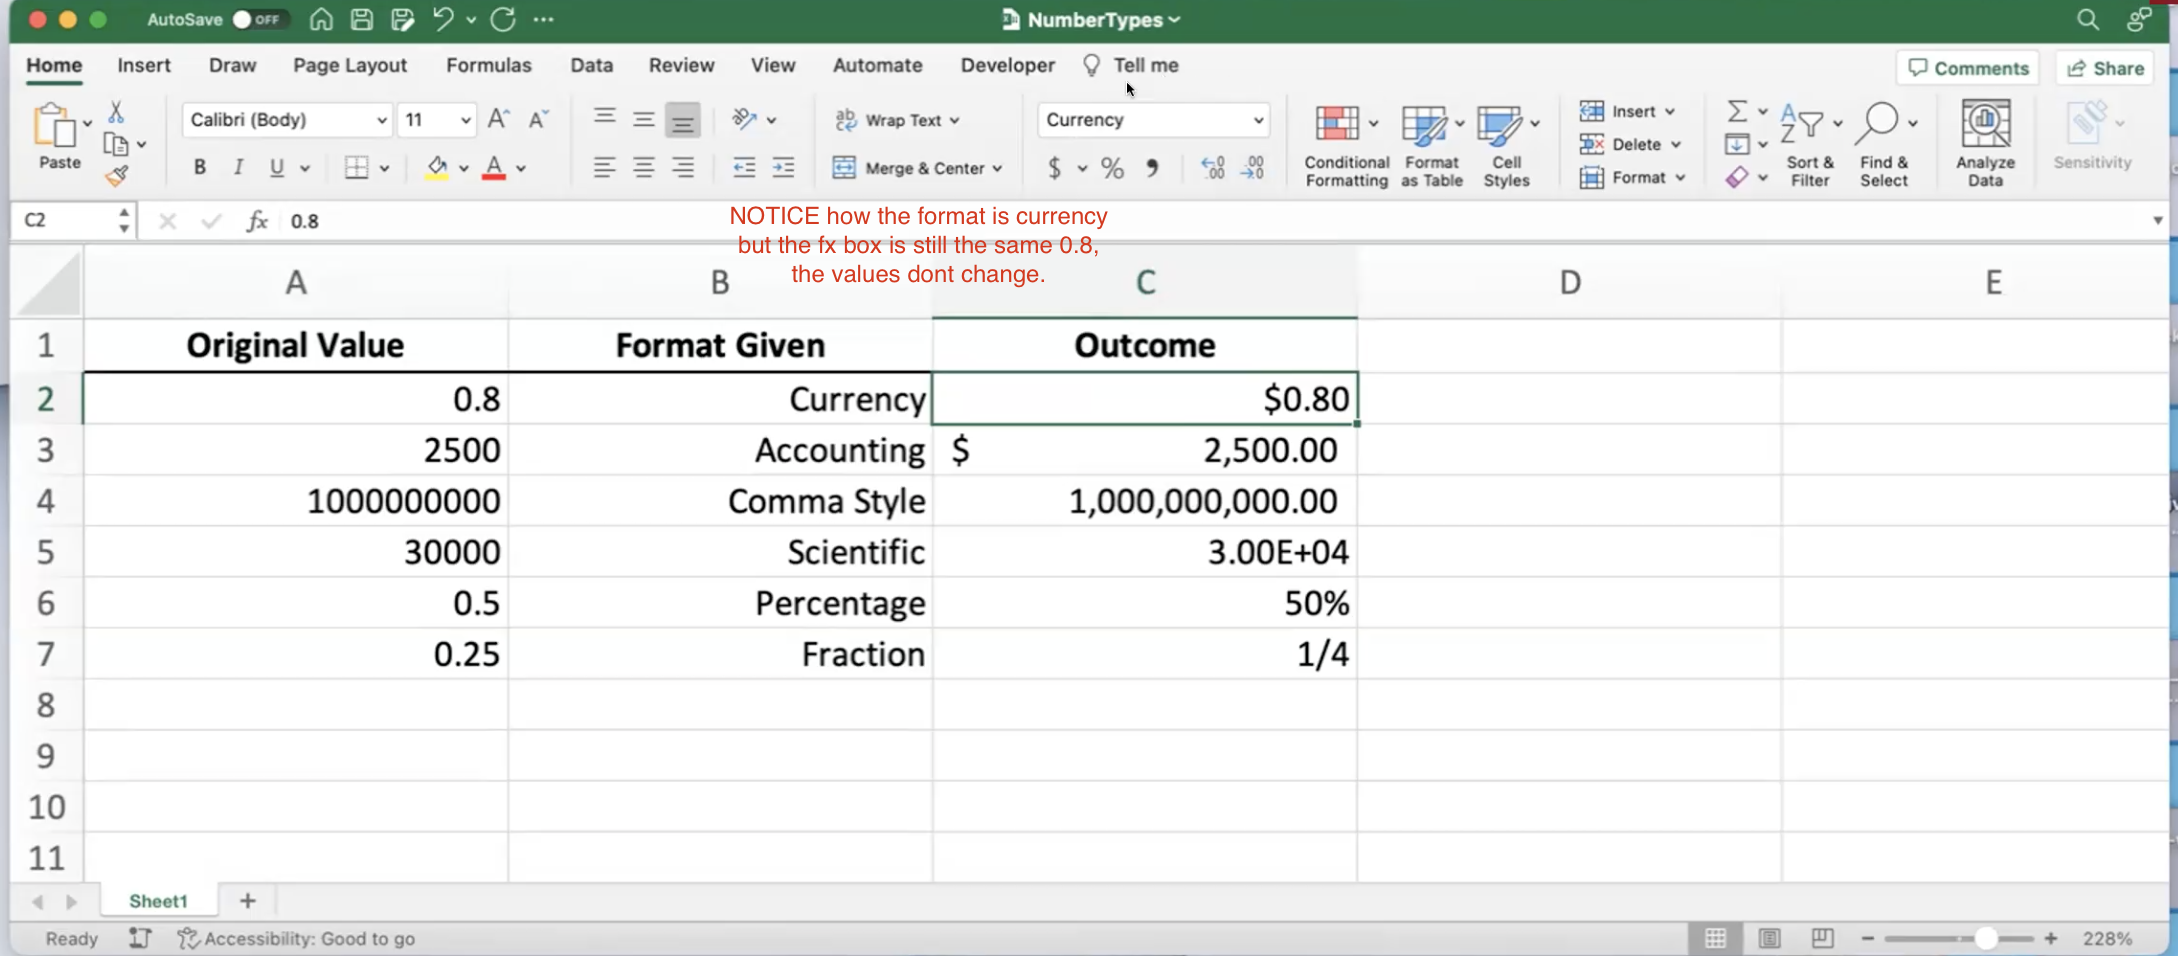 AutoSave OFF NumberTypes
Home Insert Draw Page Layout Formulas Data Review View Automate Developer Tell me Comments Share
Paste
Calibri (Body) 11
B I U A
ab Wrap Text
Merge & Center
Currency
$ % 9 .00 .00
Conditional Formatting
Format as Table
Cell Styles
Insert
Delete
Format
Sort & Filter
Find & Select
Analyze Data
Sensitivity
C2 fx 0.8
NOTICE how the format is currency
but the fx box is still the same 0.8,
the values dont change.
A B C D E
1 Original Value Format Given Outcome
2 0.8 Currency $0.80
3 2500 Accounting $ 2,500.00
4 1000000000 Comma Style 1,000,000,000.00
5 30000 Scientific 3.00E+04
6 0.5 Percentage 50%
7 0.25 Fraction 1/4
8
9
10
11
Sheet1 +
Ready Accessibility: Good to go 228%